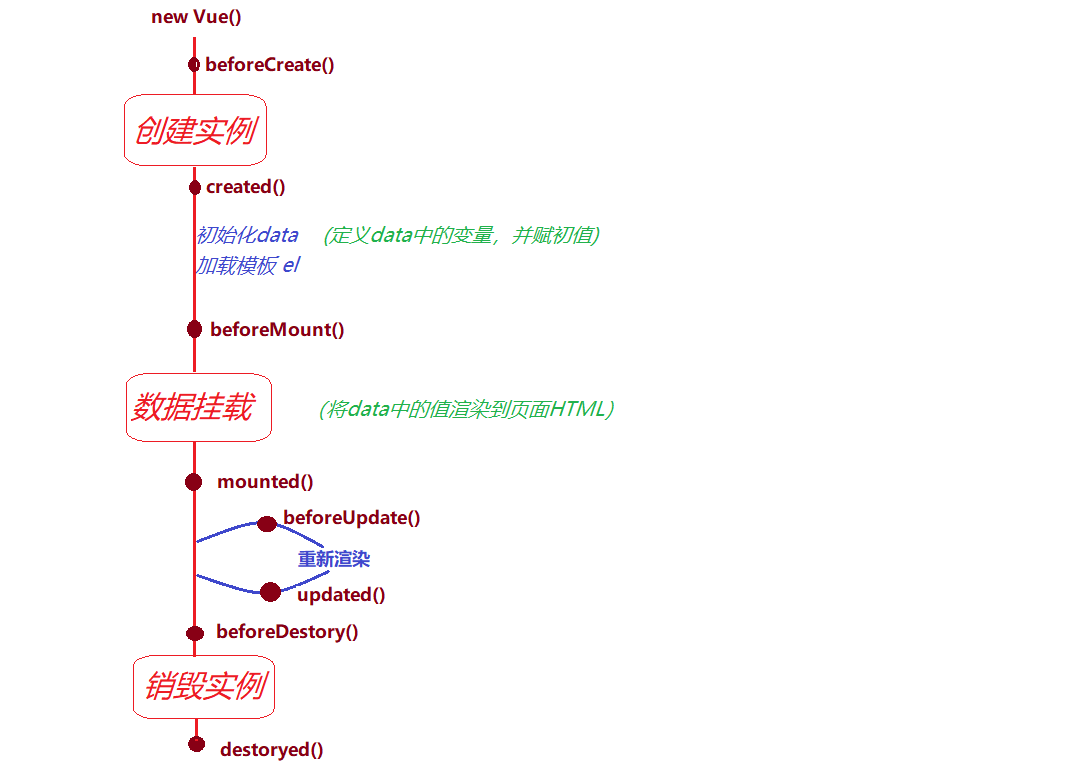 new Vue()
beforeCreate()
创建实例
created()
初始化data (定义data中的变量，并赋初值)
加载模板 el
beforeMount()
数据挂载 (将data中的值渲染到页面HTML)
mounted()
beforeUpdate()
重新渲染
updated()
beforeDestory()
销毁实例
destoryed()